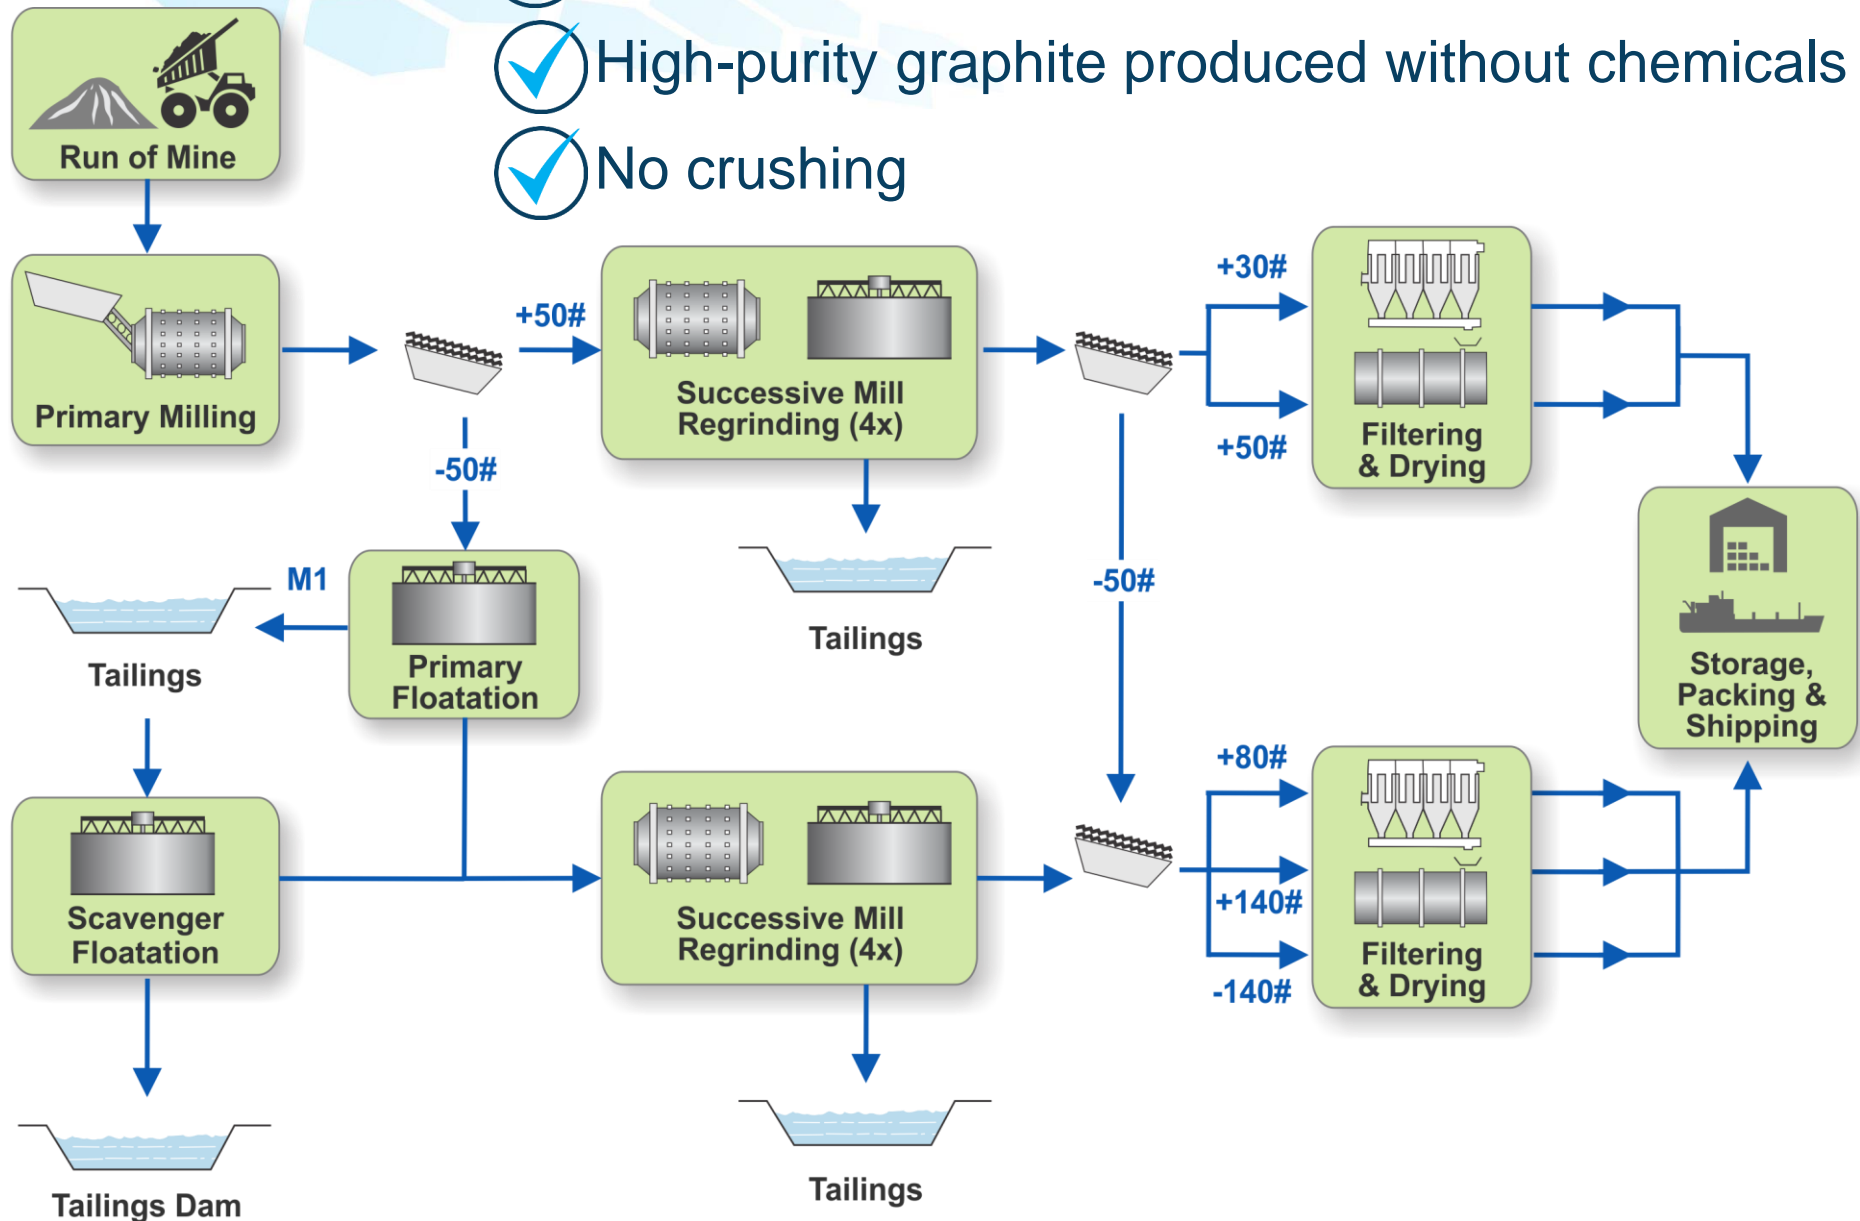 High-purity graphite produced without chemicals
No crushing
Run of Mine
Primary Milling
+50#
-50#
Successive Mill
Regrinding (4x)
+30#
+50#
Filtering
& Drying
M1
Tailings
Primary
Floatation
Tailings
-50#
Storage,
Packing &
Shipping
Scavenger
Floatation
Successive Mill
Regrinding (4x)
+80#
+140#
-140#
Filtering
& Drying
Tailings Dam
Tailings